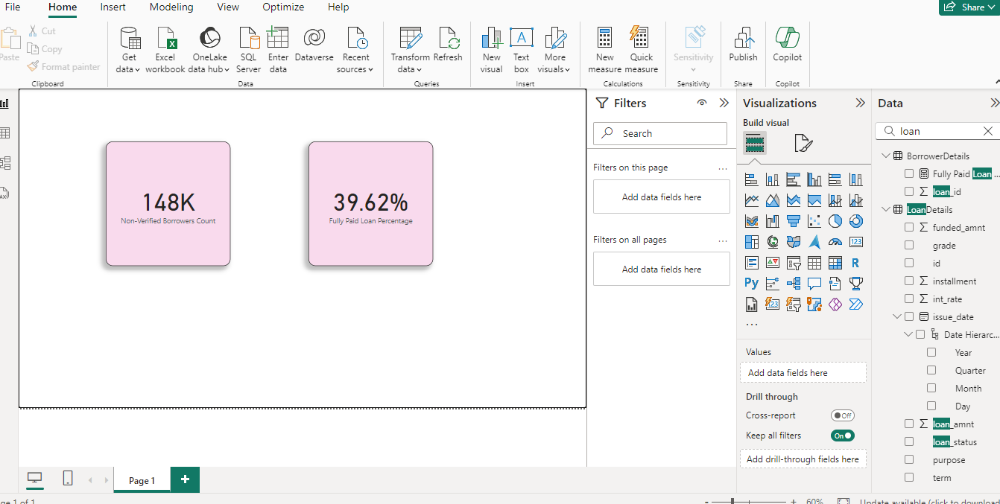 File Home Insert Modeling View Optimize Help Share
Paste Cut
Copy
Format painter
Get data Excel workbook OneLake data hub SQL Server Enter data Dataverse Recent sources Transform data Refresh New visual Text box More visuals New measure Quick measure Sensitivity Publish Copilot
Clipboard Data Queries Insert Calculations Sensitivity Share Copilot
148K
Non-Verified Borrowers Count
39.62%
Fully Paid Loan Percentage
Filters
Search
Filters on this page ...
Add data fields here
Filters on all pages ...
Add data fields here
Visualizations
Build visual
123
R
Py
123
...
Values
Add data fields here
Drill through
Cross-report Off
Keep all filters On
Add drill-through fields here
Data
loan
BorrowerDetails
Fully Paid Loan ...
loan_id
LoanDetails
funded_amnt
grade
id
installment
int_rate
issue_date
Date Hierarc...
Year
Quarter
Month
Day
loan_amnt
loan_status
purpose
term
Page 1 +
ge 1 of 1 - + 60% Update available (click to download